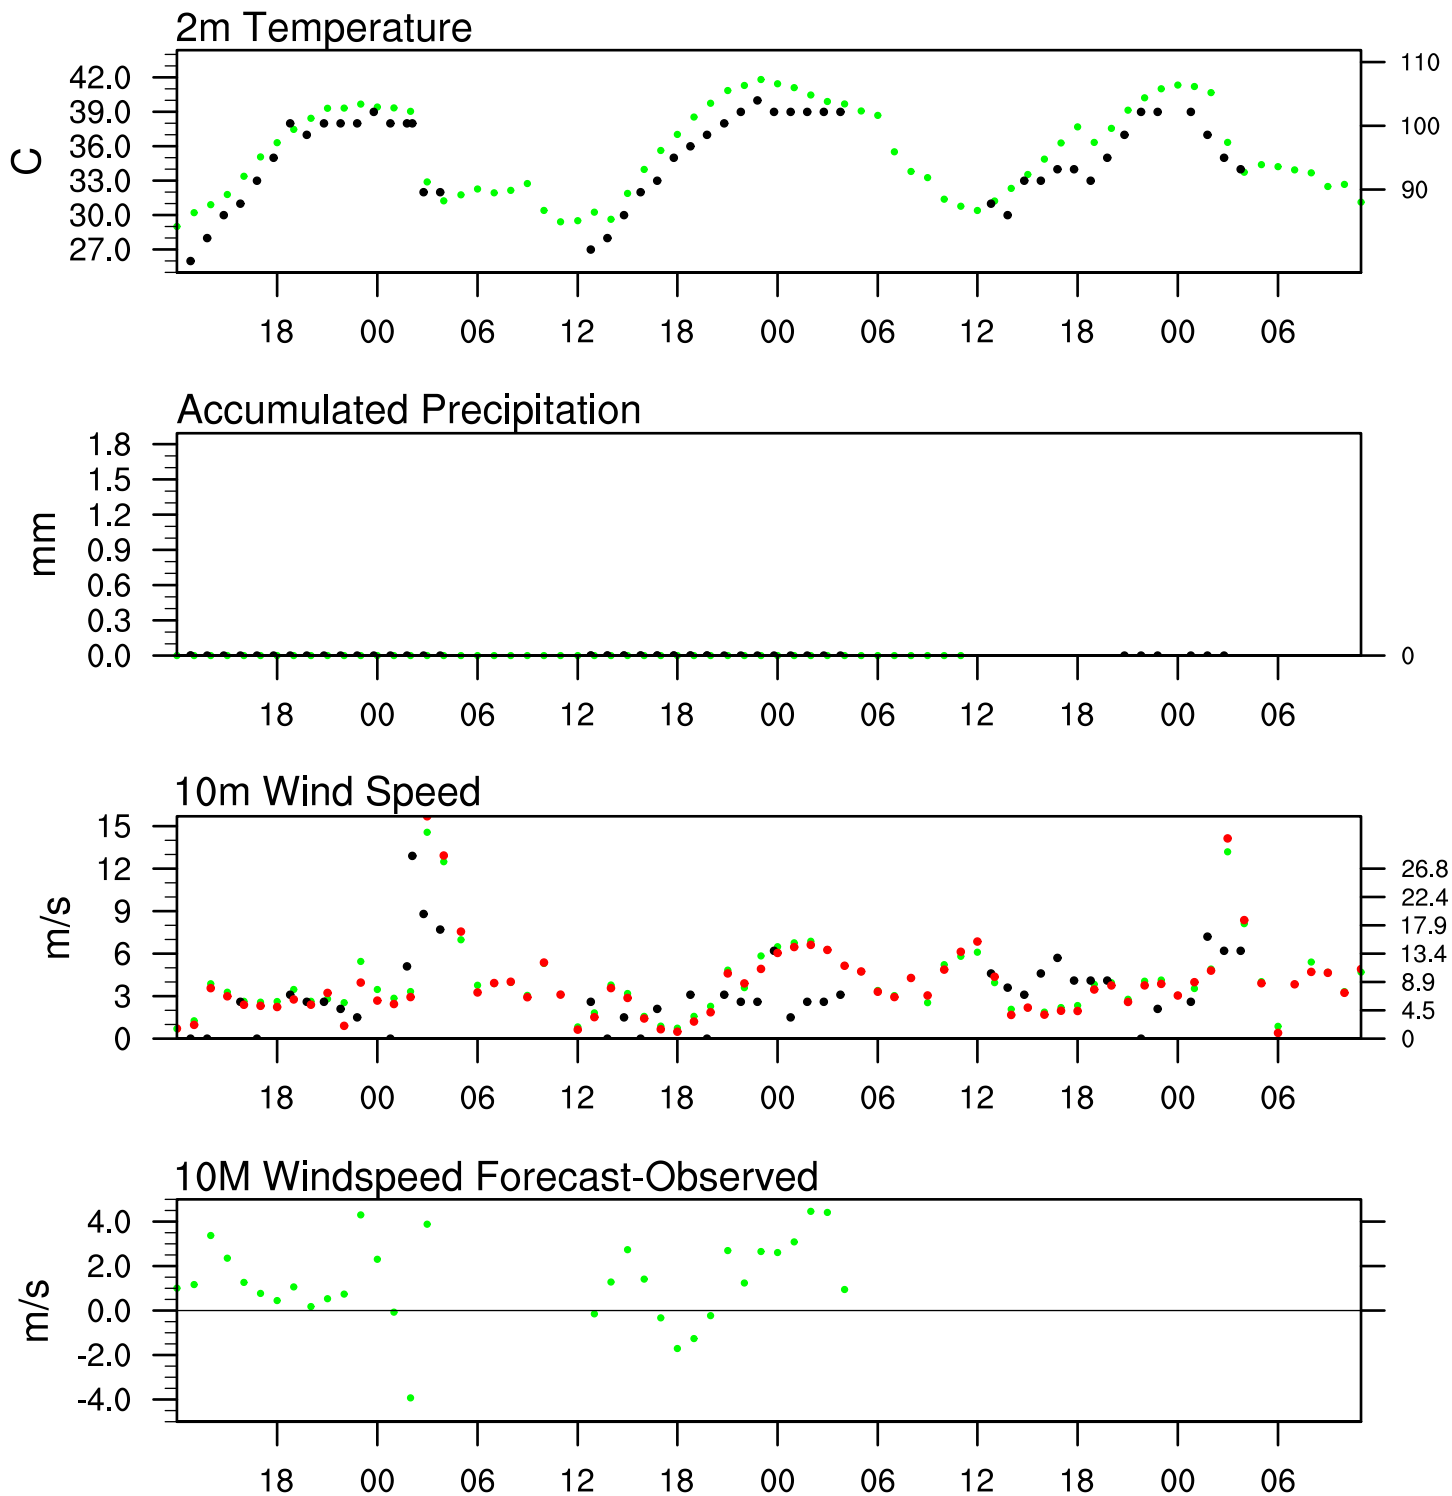 2m Temperature
42.0
39.0
36.0
33.0
30.0
27.0
C
110
100
90
18 00 06 12 18 00 06 12 18 00 06
Accumulated Precipitation
1.8
1.5
1.2
0.9
0.6
0.3
0.0
mm
0
18 00 06 12 18 00 06 12 18 00 06
10m Wind Speed
15
12
9
6
3
0
m/s
26.8
22.4
17.9
13.4
8.9
4.5
0
18 00 06 12 18 00 06 12 18 00 06
10M Windspeed Forecast-Observed
4.0
2.0
0.0
-2.0
-4.0
m/s
18 00 06 12 18 00 06 12 18 00 06